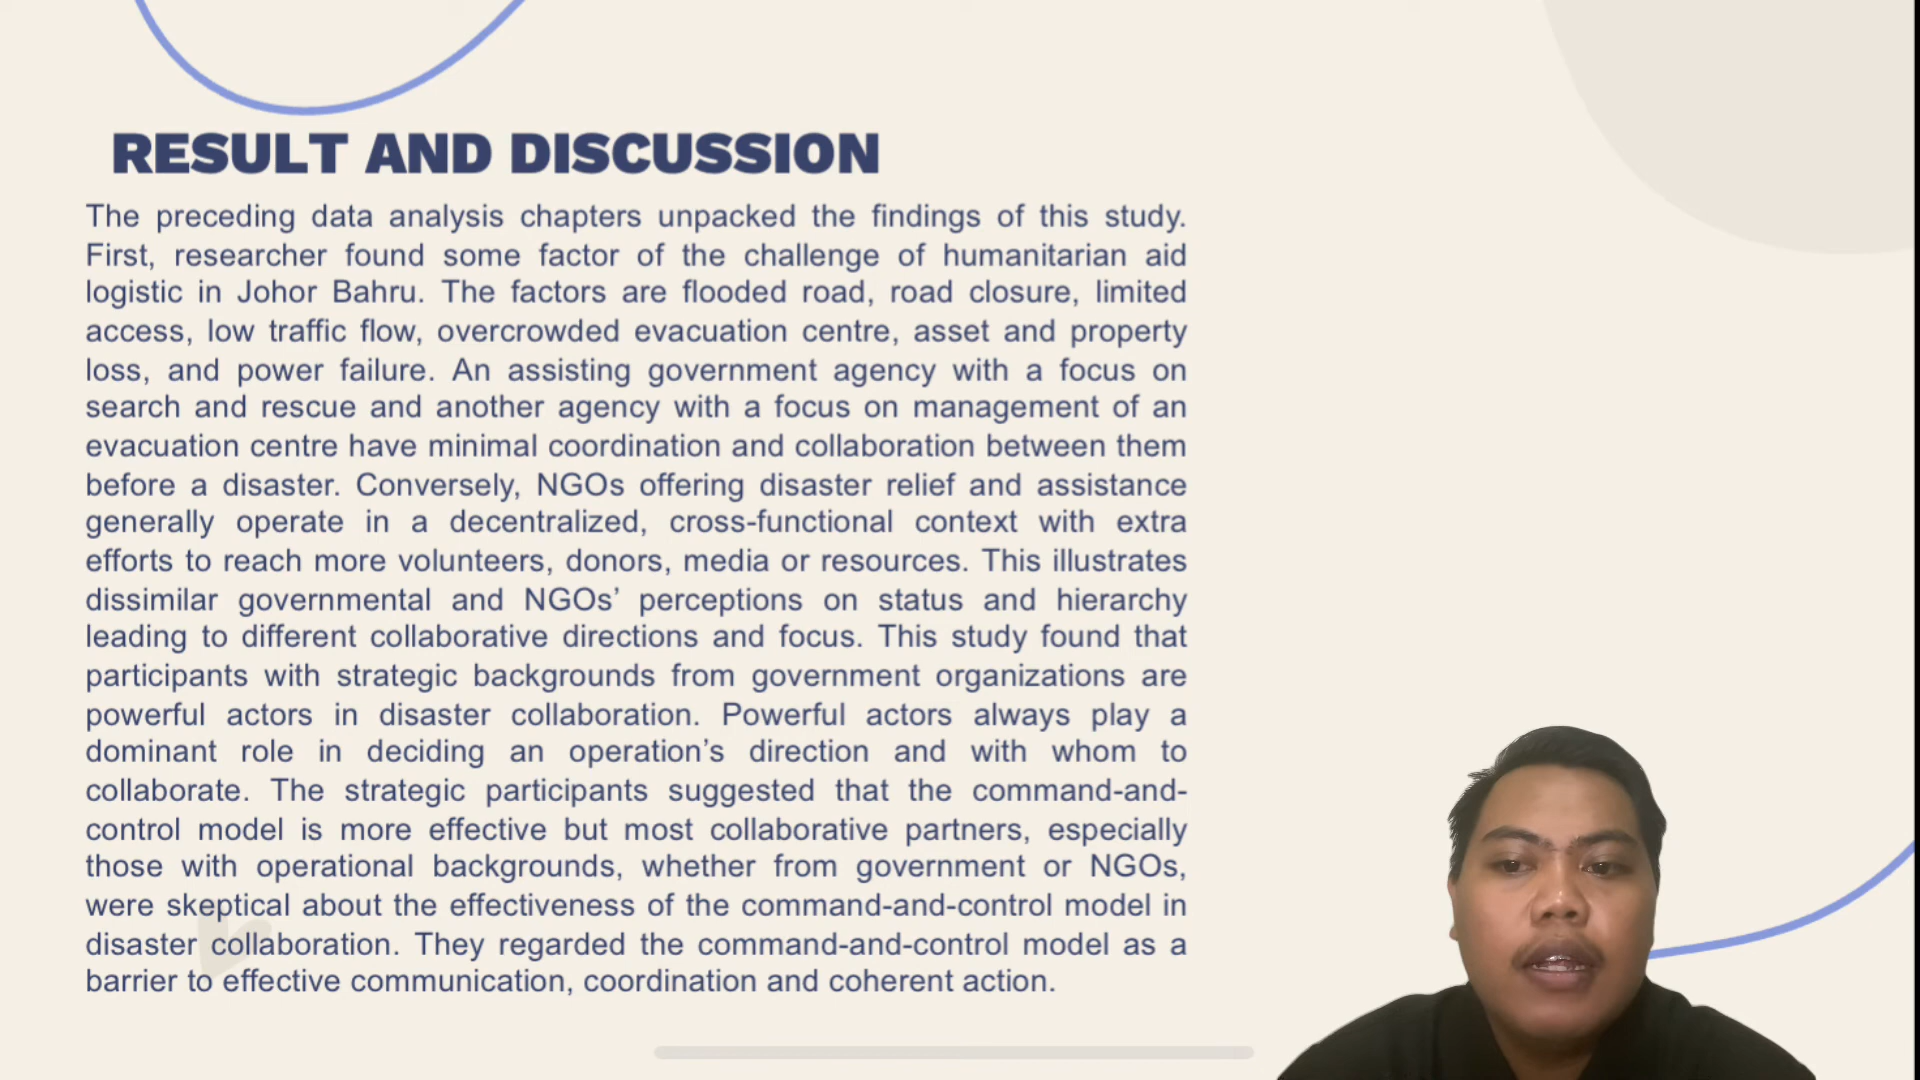 RESULT AND DISCUSSION
The preceding data analysis chapters unpacked the findings of this study.
First, researcher found some factor of the challenge of humanitarian aid
logistic in Johor Bahru. The factors are flooded road, road closure, limited
access, low traffic flow, overcrowded evacuation centre, asset and property
loss, and power failure. An assisting government agency with a focus on
search and rescue and another agency with a focus on management of an
evacuation centre have minimal coordination and collaboration between them
before a disaster. Conversely, NGOs offering disaster relief and assistance
generally operate in a decentralized, cross-functional context with extra
efforts to reach more volunteers, donors, media or resources. This illustrates
dissimilar governmental and NGOs’ perceptions on status and hierarchy
leading to different collaborative directions and focus. This study found that
participants with strategic backgrounds from government organizations are
powerful actors in disaster collaboration. Powerful actors always play a
dominant role in deciding an operation’s direction and with whom to
collaborate. The strategic participants suggested that the command-and-
control model is more effective but most collaborative partners, especially
those with operational backgrounds, whether from government or NGOs,
were skeptical about the effectiveness of the command-and-control model in
disaster collaboration. They regarded the command-and-control model as a
barrier to effective communication, coordination and coherent action.